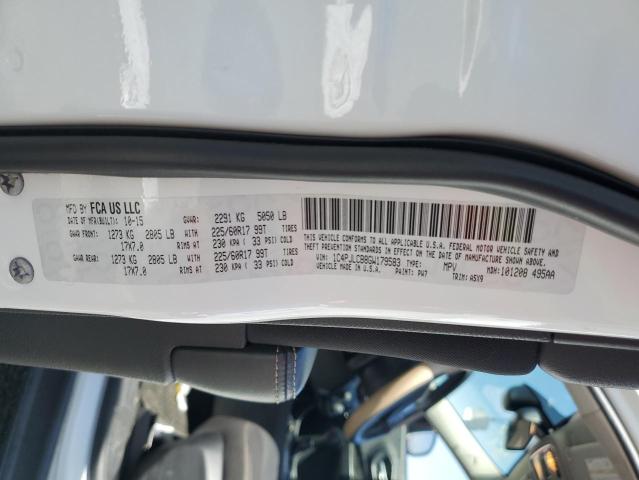 MFD BY FCA US LLC
DATE OF MFR(BUILT): 10-15 GVWR: 2291 KG 5050 LB
GAWR FRONT: 1273 KG 2805 LB WITH 225/60R17 99T
17X7.0 RIMS AT 230 KPA ( 33 PSI) COLD
GAWR REAR: 1273 KG 2805 LB WITH 225/60R17 99T
17X7.0 RIMS AT 230 KPA ( 33 PSI) COLD
THIS VEHICLE CONFORMS TO ALL APPLICABLE U.S.A. FEDERAL MOTOR VEHICLE SAFETY,
AND THEFT PREVENTION STANDARDS IN EFFECT ON THE DATE OF MANUFACTURE SHOWN ABOVE.
VIN: 1C4PJLCB8GW179583 TYPE: MPV MDH: 101208 495AA
VEHICLE MADE IN U.S.A. PAINT: PW7 TRIM: A5X9